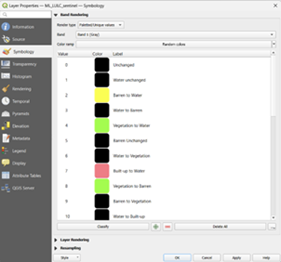 Layer Properties — NS_LULC_sentinel — Symbology
Information
Source
Symbology
Transparency
Histogram
Rendering
Temporal
Pyramids
Elevation
Metadata
Legend
Display
Attribute Tables
QGIS Server
Band Rendering
Render type Paletted/Unique values
Band Band 1 (Gray)
Color ramp Random colors
Value Color Label
0 Unchanged
1 Water unchanged
2 Barren to Water
3 Water to Barren
4 Vegetation to Water
5 Barren Unchanged
6 Water to Vegetation
7 Built-up to Water
8 Vegetation to Barren
9 Barren to Vegetation
10 Water to Built-up
Classify
Delete All
...
Layer Rendering
Resampling
Style
OK Cancel Apply Help